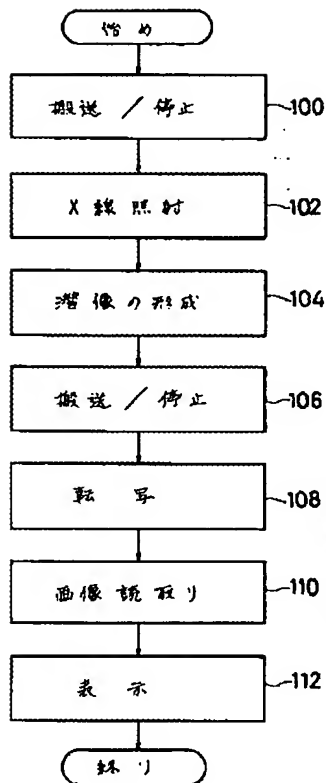 始め
搬送／停止 100
X線照射 102
潜像の形成 104
搬送／停止 106
転写 108
画像読取り 110
表示 112
終り